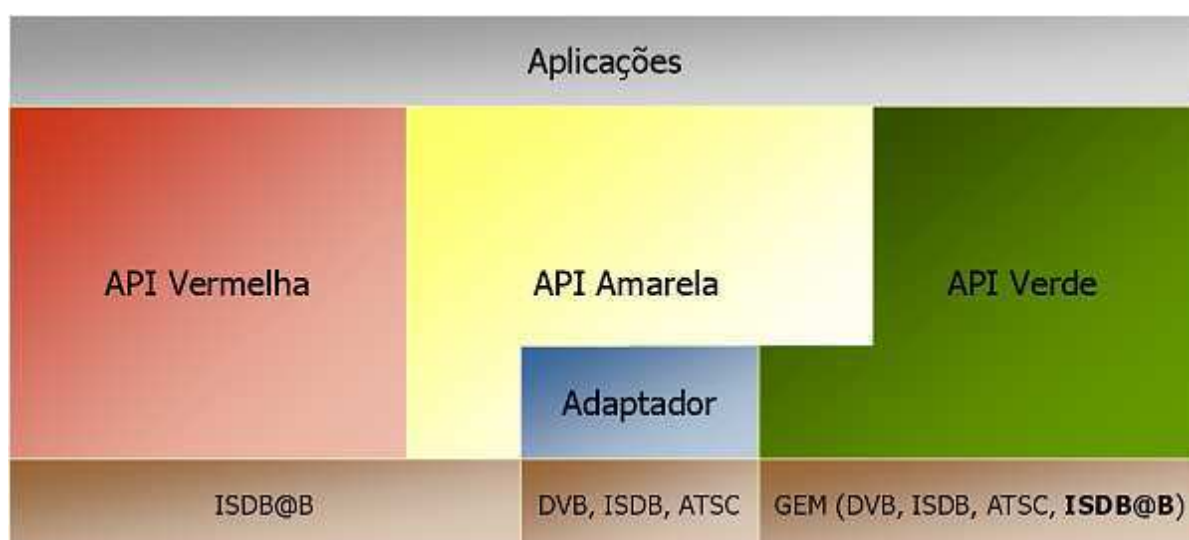 Aplicações
API Vermelha
API Amarela
API Verde
Adaptador
ISDB@B
DVB, ISDB, ATSC
GEM (DVB, ISDB, ATSC, ISDB@B)